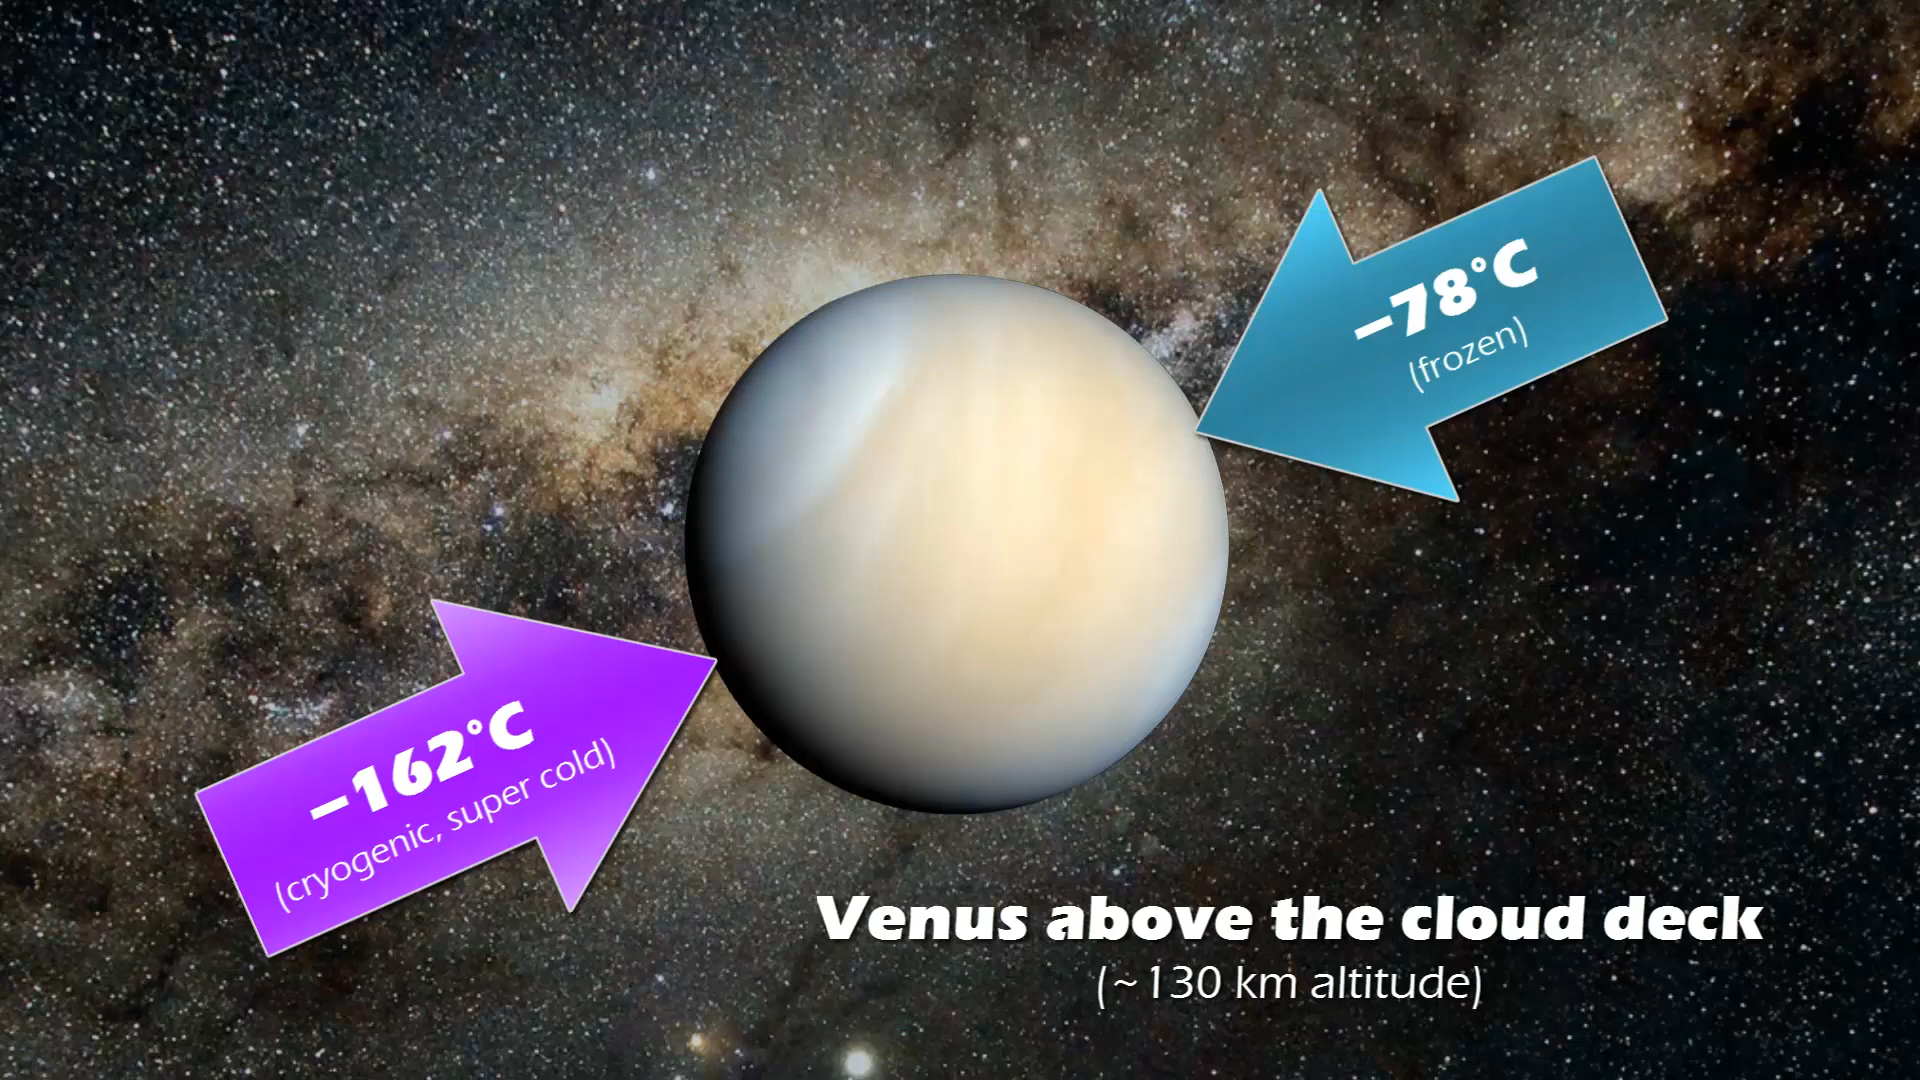 –78°C
(frozen)
–162°C
(cryogenic, super cold)
Venus above the cloud deck
(~130 km altitude)